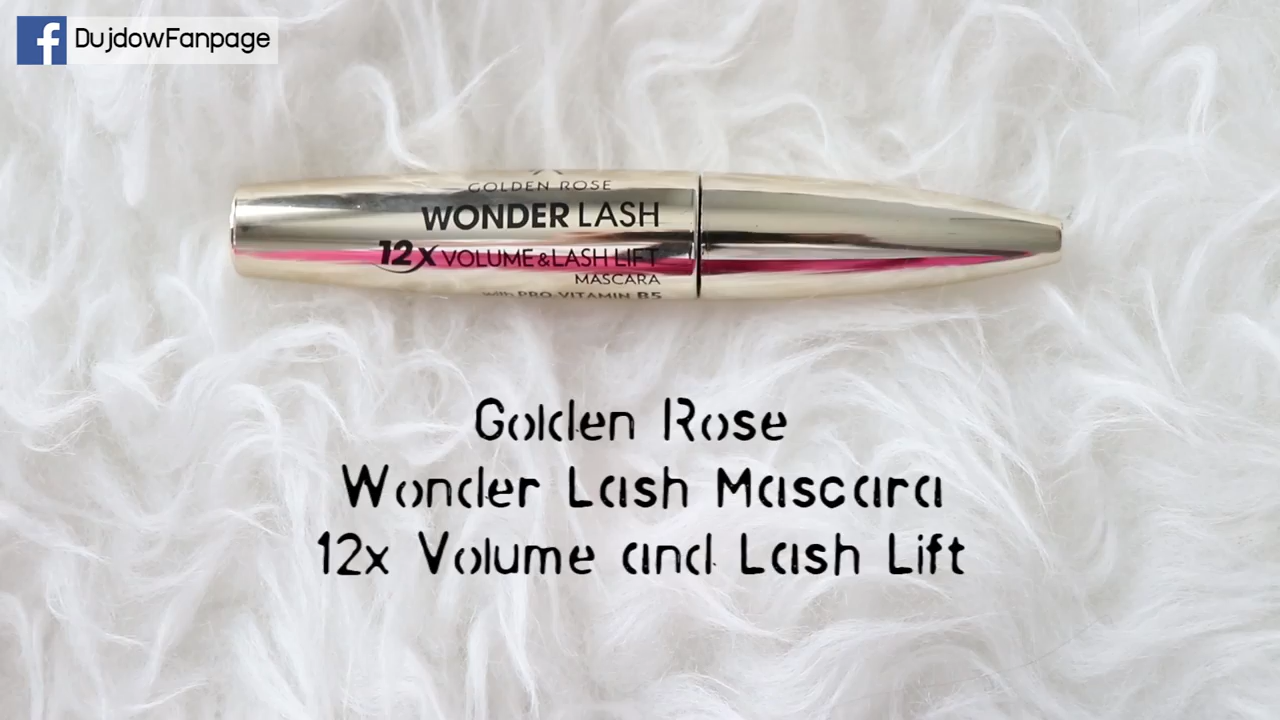 DujdowFanpage
GOLDEN ROSE
WONDER LASH
12X VOLUME & LASH LIFT
MASCARA
with PRO-VITAMIN B5
Golden Rose
Wonder Lash Mascara
12x Volume and Lash Lift